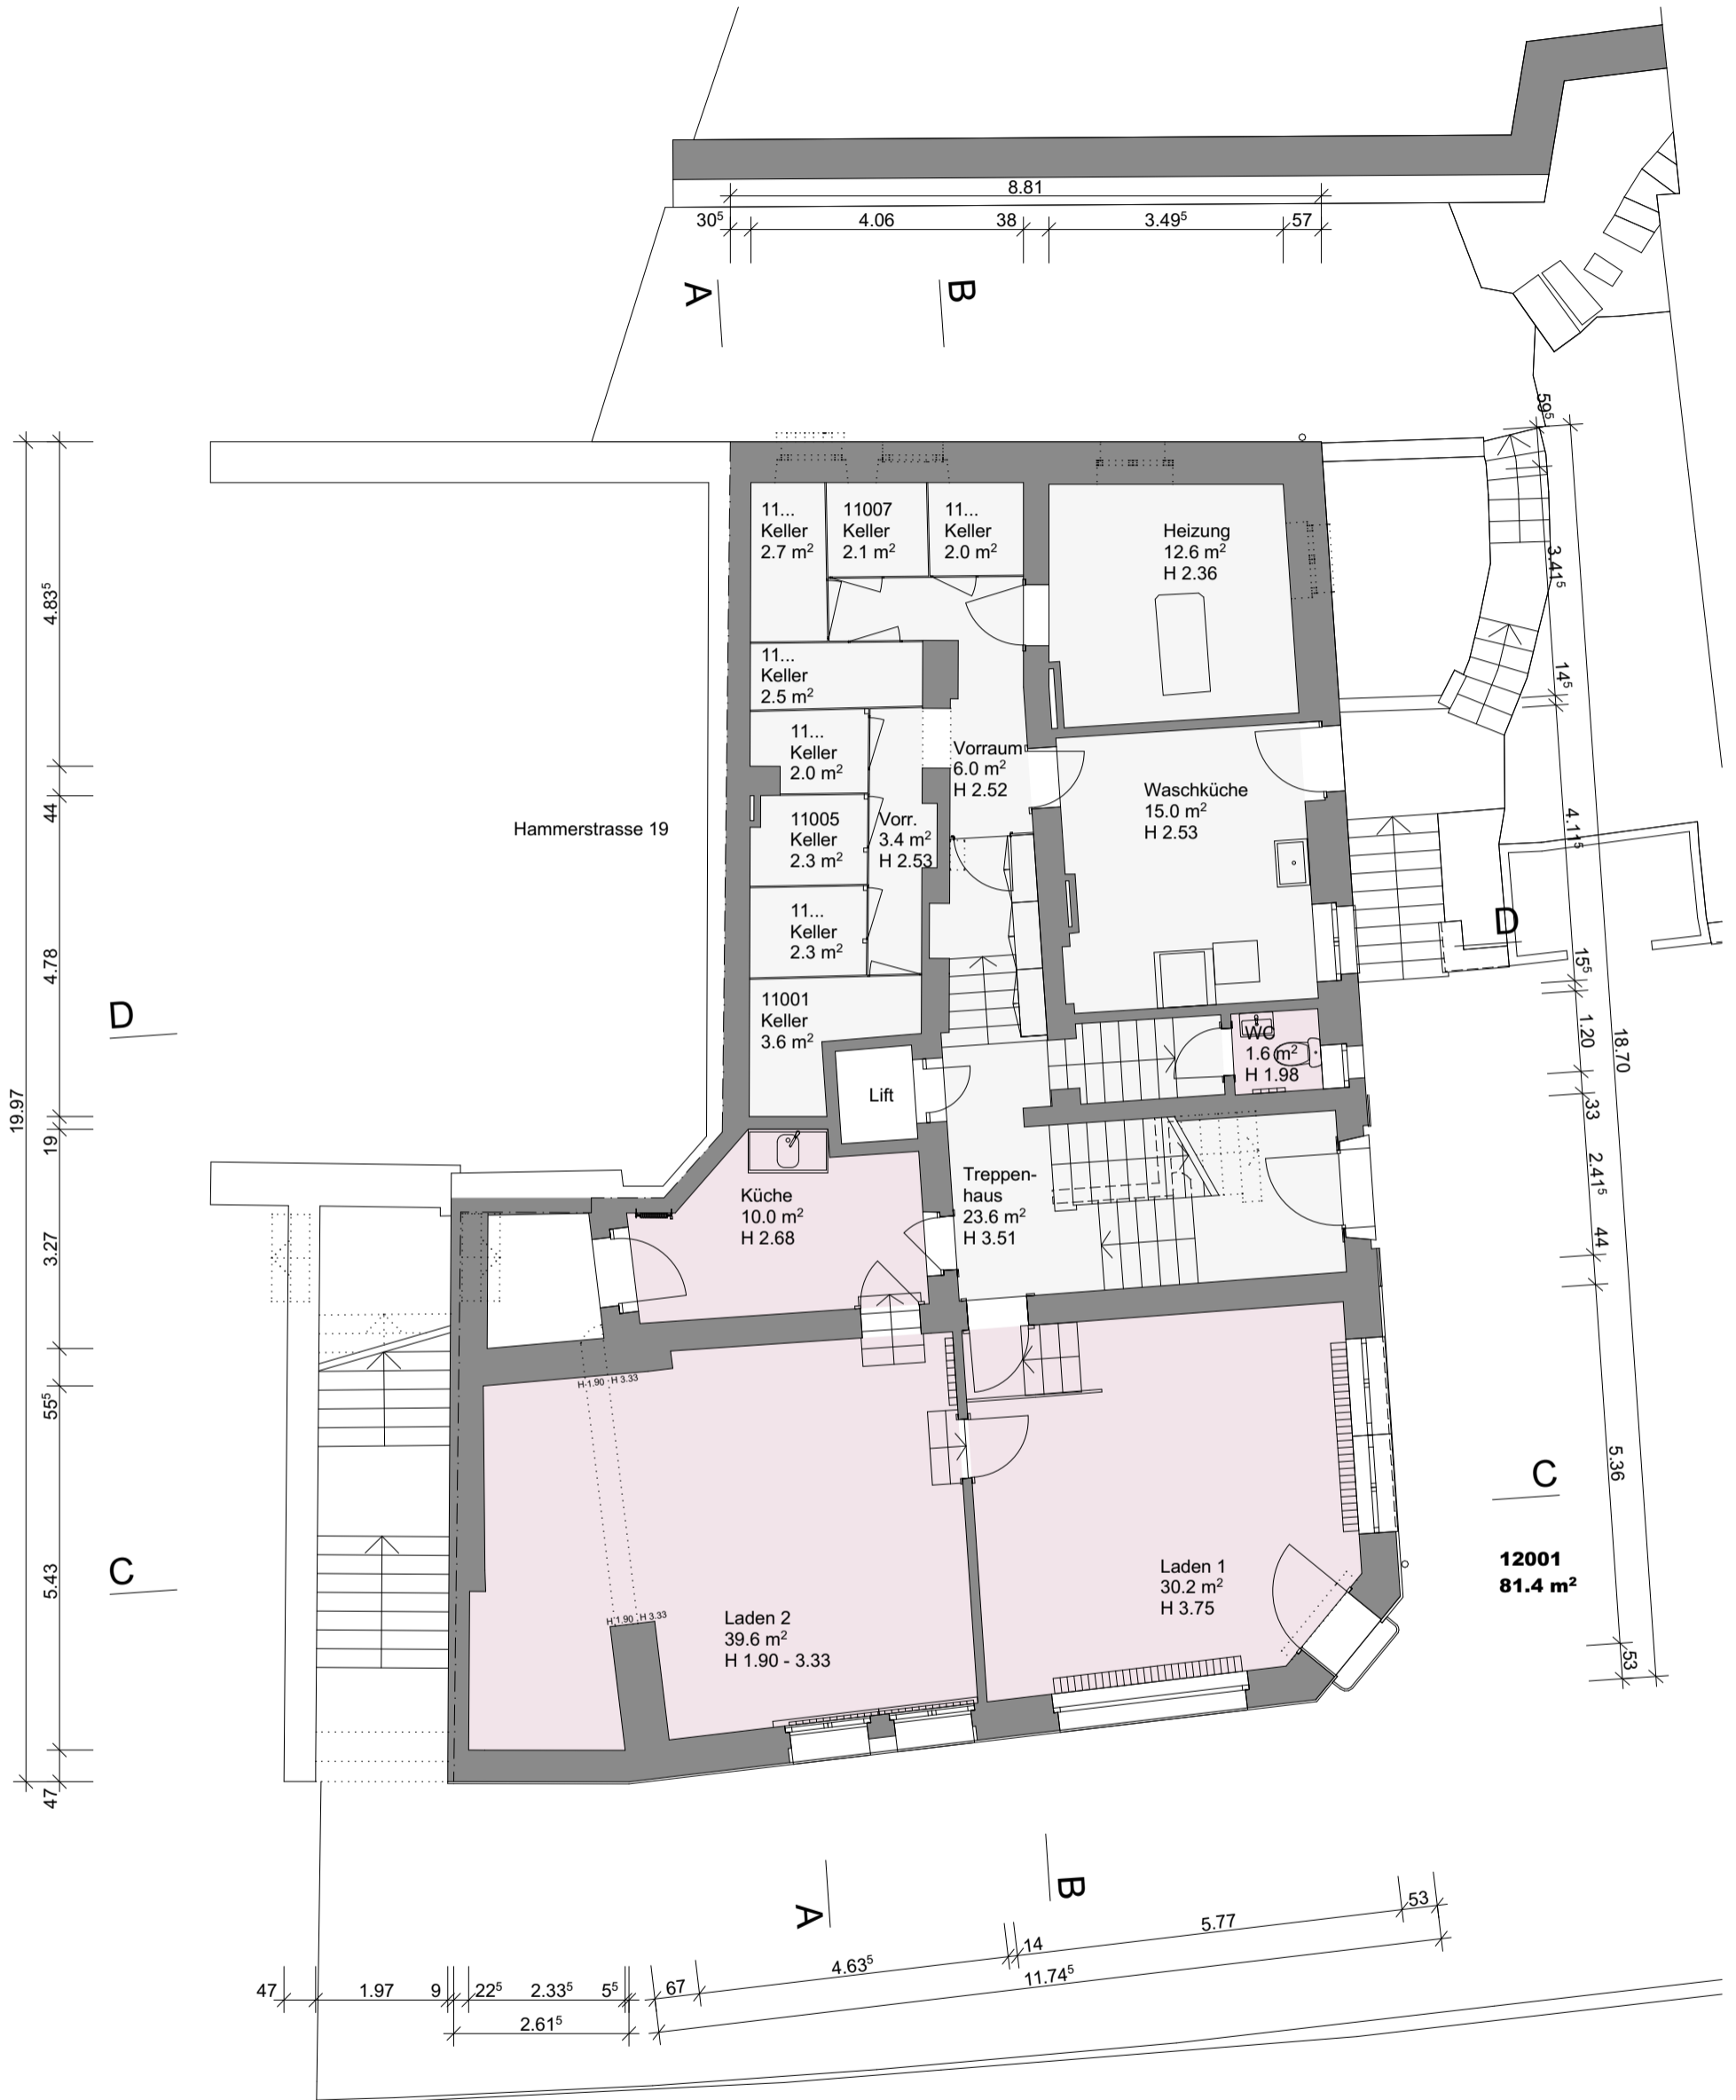 8.81
30⁵
4.06
38
3.49⁵
57
A
B
59⁵
3.41⁵
14⁵
4.11⁵
15⁵
1.20
33
2.41⁵
44
5.36
53
18.70
19.97
4.83⁵
44
4.78
19
3.27
55⁵
5.43
47
11...
Keller
2.7 m²
11007
Keller
2.1 m²
11...
Keller
2.0 m²
Heizung
12.6 m²
H 2.36
11...
Keller
2.5 m²
11...
Keller
2.0 m²
Vorraum
6.0 m²
H 2.52
Waschküche
15.0 m²
H 2.53
Hammerstrasse 19
11005
Keller
2.3 m²
Vorr.
3.4 m²
H 2.53
11...
Keller
2.3 m²
D
D
11001
Keller
3.6 m²
WC
1.6 m²
H 1.98
Lift
Küche
10.0 m²
H 2.68
Treppen-
haus
23.6 m²
H 3.51
H 1.90 - H 3.33
C
C
12001
81.4 m²
Laden 1
30.2 m²
H 3.75
H 1.90 - H 3.33
Laden 2
39.6 m²
H 1.90 - 3.33
A
B
47
1.97
9
22⁵
2.33⁵
5⁵
2.61⁵
67
4.63⁵
14
5.77
53
11.74⁵